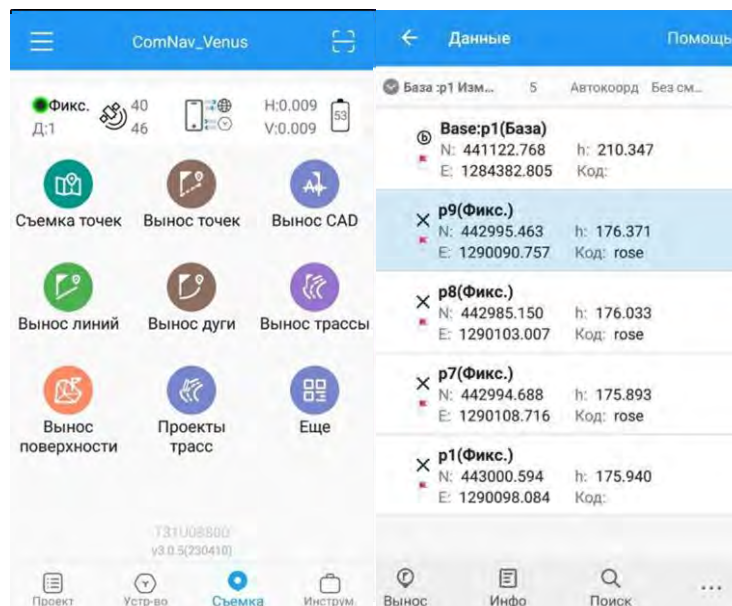 ComNav_Venus
Фикс.
Д:1
40
46
H:0.009
V:0.009
53
Съемка точек
Вынос точек
Вынос CAD
Вынос линий
Вынос дуги
Вынос трассы
Вынос
поверхности
Проекты
трасс
Еще
v3.0.5(230410)
Проект
Устр-во
Съемка
Инструм.
Данные
Помощь
База :p1 Изм... 5 Автокоорд Без см...
Base:p1(База)
N: 441122.768 h: 210.347
E: 1284382.805 Код:
p9(Фикс.)
N: 442995.463 h: 176.371
E: 1290090.757 Код: rose
p8(Фикс.)
N: 442985.150 h: 176.033
E: 1290103.007 Код: rose
p7(Фикс.)
N: 442994.688 h: 175.893
E: 1290108.716 Код: rose
p1(Фикс.)
N: 443000.594 h: 175.940
E: 1290098.084 Код:
Вынос
Инфо
Поиск
...